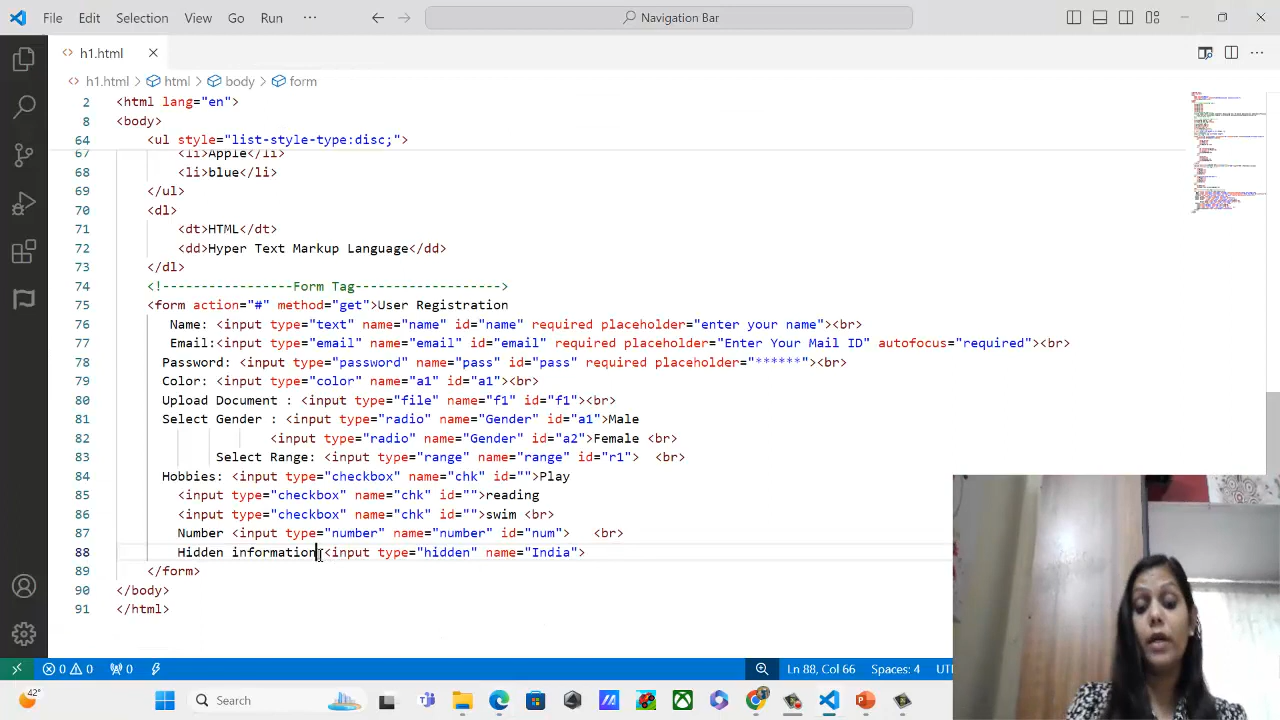 File Edit Selection View Go Run ··· Navigation Bar
h1.html
h1.html > html > body > form
2 <html lang="en">
8 <body>
64 <ul style="list-style-type:disc;">
67 <li>Apple</li>
68 <li>blue</li>
69 </ul>
70 <dl>
71 <dt>HTML</dt>
72 <dd>Hyper Text Markup Language</dd>
73 </dl>
74 <!-----------------Form Tag------------------->
75 <form action="#" method="get">User Registration
76 Name: <input type="text" name="name" id="name" required placeholder="enter your name"><br>
77 Email:<input type="email" name="email" id="email" required placeholder="Enter Your Mail ID" autofocus="required"><br>
78 Password: <input type="password" name="pass" id="pass" required placeholder="******"><br>
79 Color: <input type="color" name="a1" id="a1"><br>
80 Upload Document : <input type="file" name="f1" id="f1"><br>
81 Select Gender : <input type="radio" name="Gender" id="a1">Male
82 <input type="radio" name="Gender" id="a2">Female <br>
83 Select Range: <input type="range" name="range" id="r1"> <br>
84 Hobbies: <input type="checkbox" name="chk" id="">Play
85 <input type="checkbox" name="chk" id="">reading
86 <input type="checkbox" name="chk" id="">swim <br>
87 Number <input type="number" name="number" id="num"> <br>
88 Hidden information <input type="hidden" name="India">
89 </form>
90 </body>
91 </html>
0 0 0 Ln 88, Col 66 Spaces: 4
42° Search